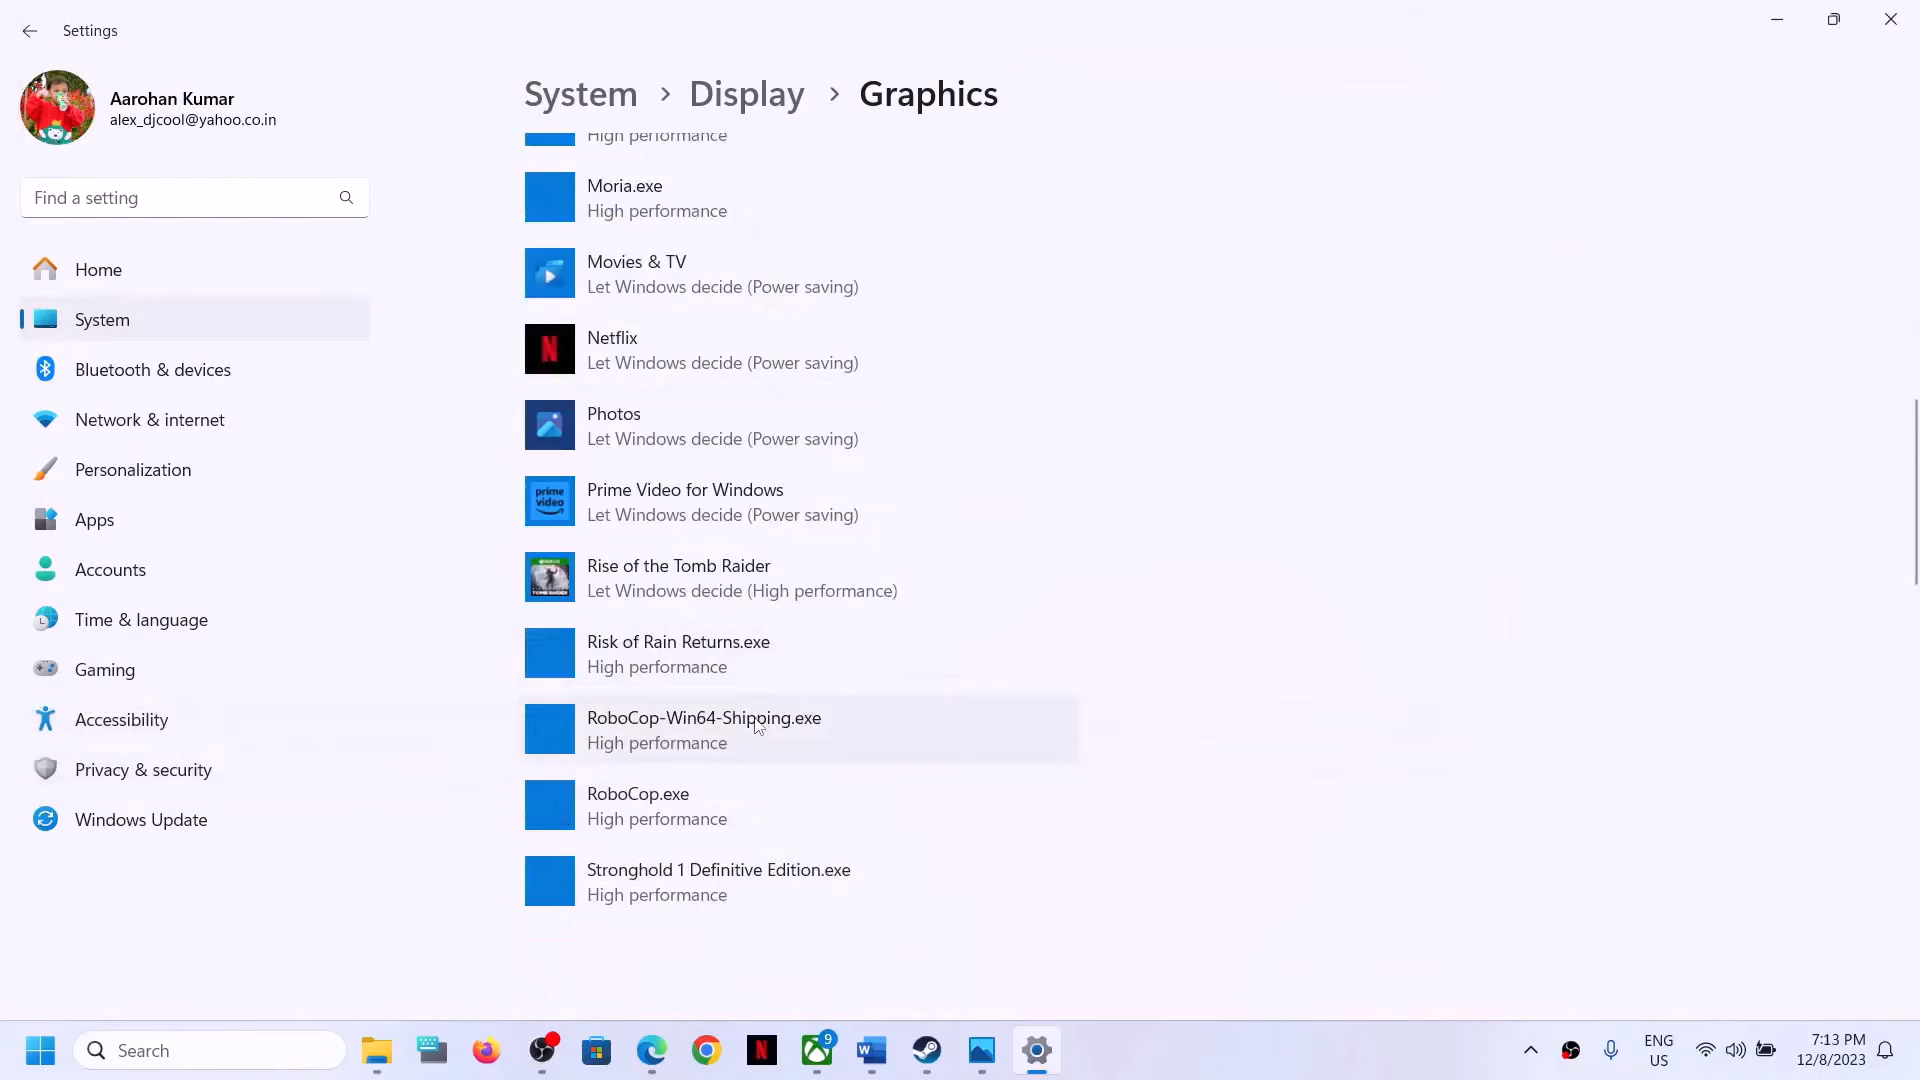 Settings
Aarohan Kumar
alex_djcool@yahoo.co.in
Find a setting
Home
System
Bluetooth & devices
Network & internet
Personalization
Apps
Accounts
Time & language
Gaming
Accessibility
Privacy & security
Windows Update
System > Display > Graphics
High performance
Moria.exe
High performance
Movies & TV
Let Windows decide (Power saving)
N
Netflix
Let Windows decide (Power saving)
Photos
Let Windows decide (Power saving)
prime
video
Prime Video for Windows
Let Windows decide (Power saving)
TOMB RAIDER
Rise of the Tomb Raider
Let Windows decide (High performance)
Risk of Rain Returns.exe
High performance
RoboCop-Win64-Shipping.exe
High performance
RoboCop.exe
High performance
Stronghold 1 Definitive Edition.exe
High performance
Search
N
9
W
ENG
US
7:13 PM
12/8/2023